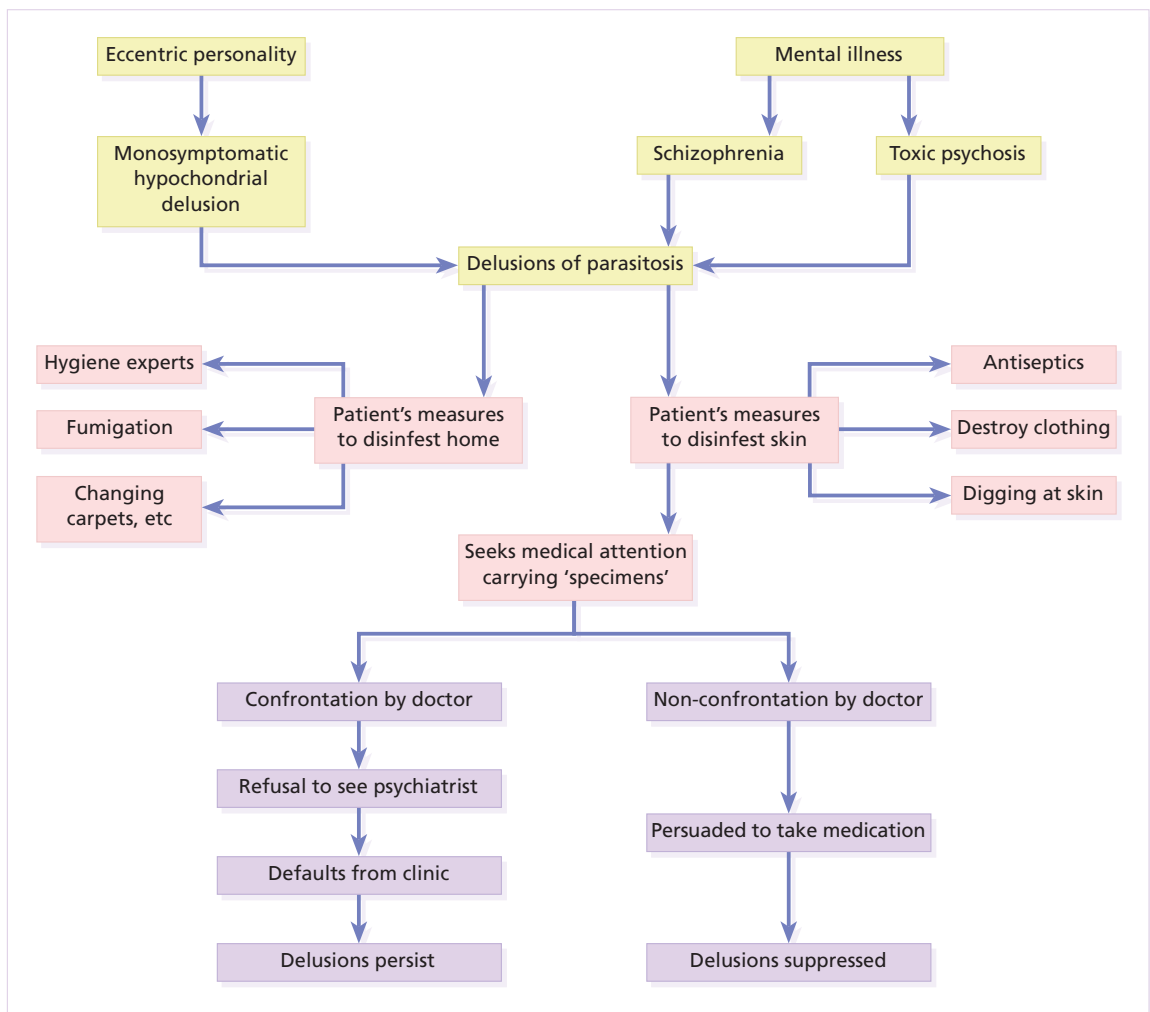 Eccentric personality
Mental illness
Monosymptomatic
hypochondrial
delusion
Schizophrenia
Toxic psychosis
Delusions of parasitosis
Hygiene experts
Fumigation
Changing
carpets, etc
Patient's measures
to disinfest home
Patient's measures
to disinfest skin
Antiseptics
Destroy clothing
Digging at skin
Seeks medical attention
carrying 'specimens'
Confrontation by doctor
Refusal to see psychiatrist
Defaults from clinic
Delusions persist
Non-confrontation by doctor
Persuaded to take medication
Delusions suppressed